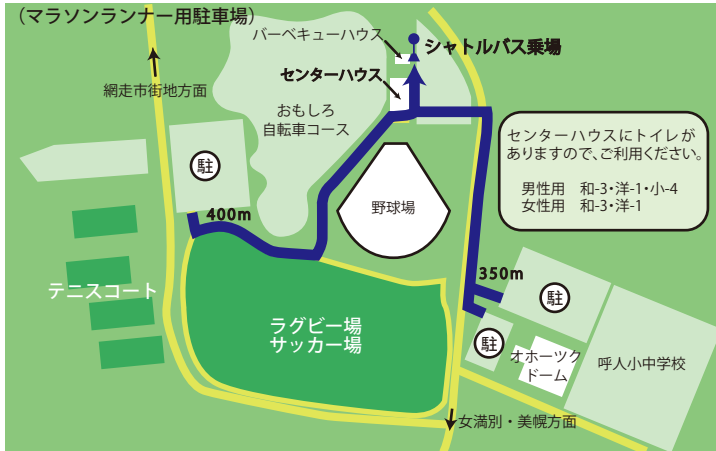 （マラソンランナー用駐車場）
バーベキューハウス
シャトルバス乗場
センターハウス
網走市街地方面
おもしろ
自転車コース
センターハウスにトイレが
ありますので、ご利用ください。
男性用　和-3・洋-1・小-4
女性用　和-3・洋-1
駐
400m
野球場
350m
テニスコート
駐
ラグビー場
サッカー場
駐
オホーツク
ドーム
呼人小中学校
女満別・美幌方面